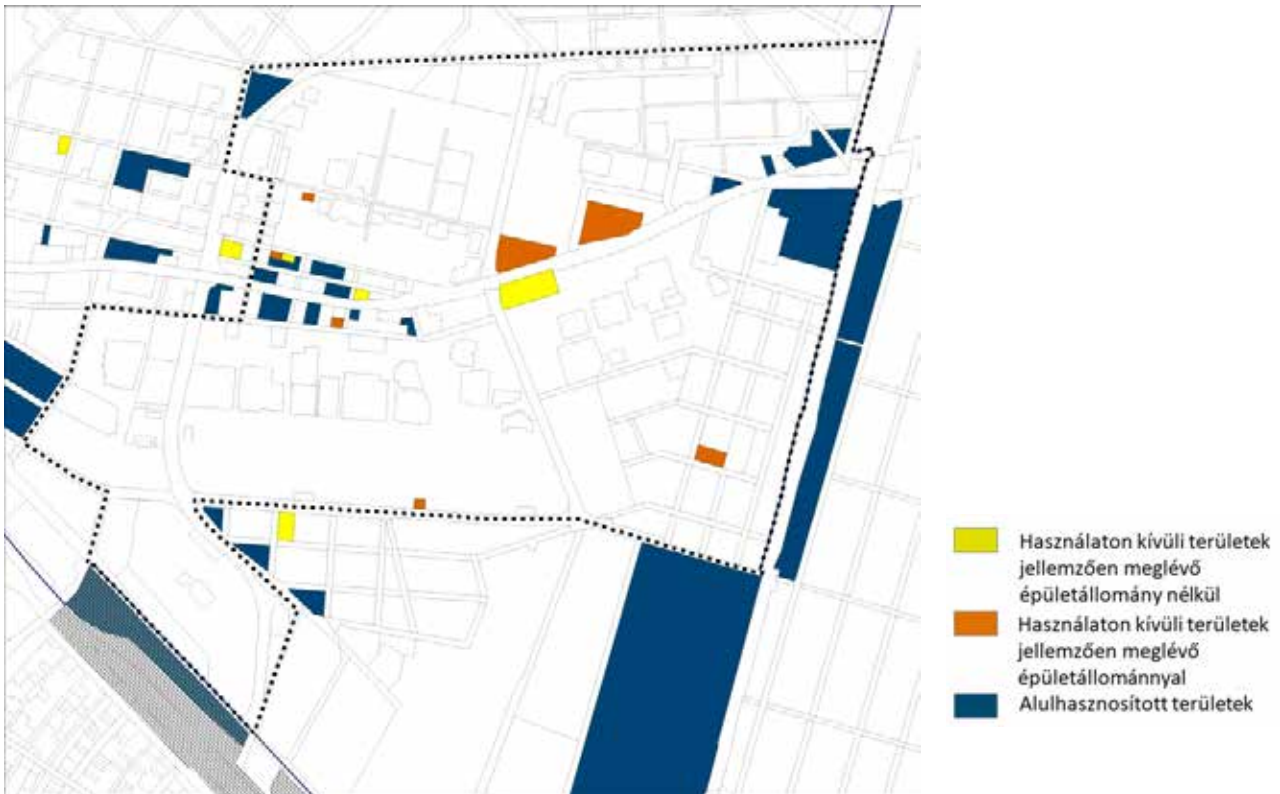 Használaton kívüli területek
jellemzően meglévő
épületállomány nélkül
Használaton kívüli területek
jellemzően meglévő
épületállománnyal
Alulhasznosított területek